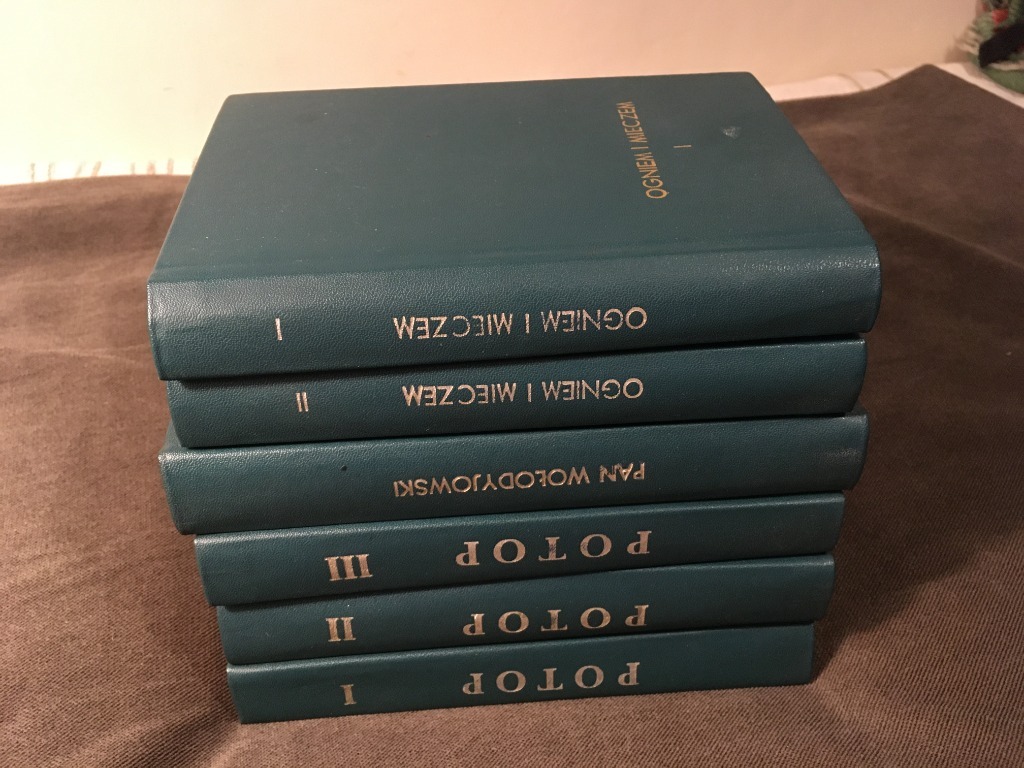 OGNIEM I MIECZEM
I
OGNIEM I MIECZEM I
OGNIEM I MIECZEM II
PAN WOŁODYJOWSKI
POTOP III
POTOP II
POTOP I